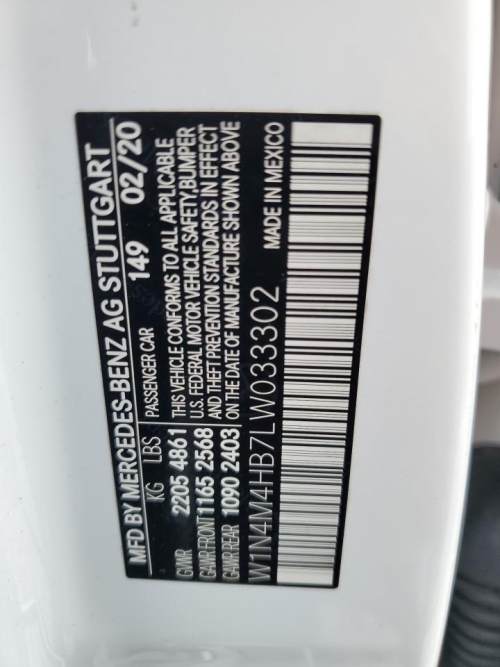 MFD BY MERCEDES-BENZ AG STUTTGART
KG LBS PASSENGER CAR 149 02/20
GVWR 2205 4861 THIS VEHICLE CONFORMS TO ALL APPLICABLE
U.S. FEDERAL MOTOR VEHICLE SAFETY, BUMPER
GAWR FRONT 1165 2568 AND THEFT PREVENTION STANDARDS IN EFFECT
GAWR REAR 1090 2403 ON THE DATE OF MANUFACTURE SHOWN ABOVE
W1N4M4HB7LW033302 MADE IN MEXICO